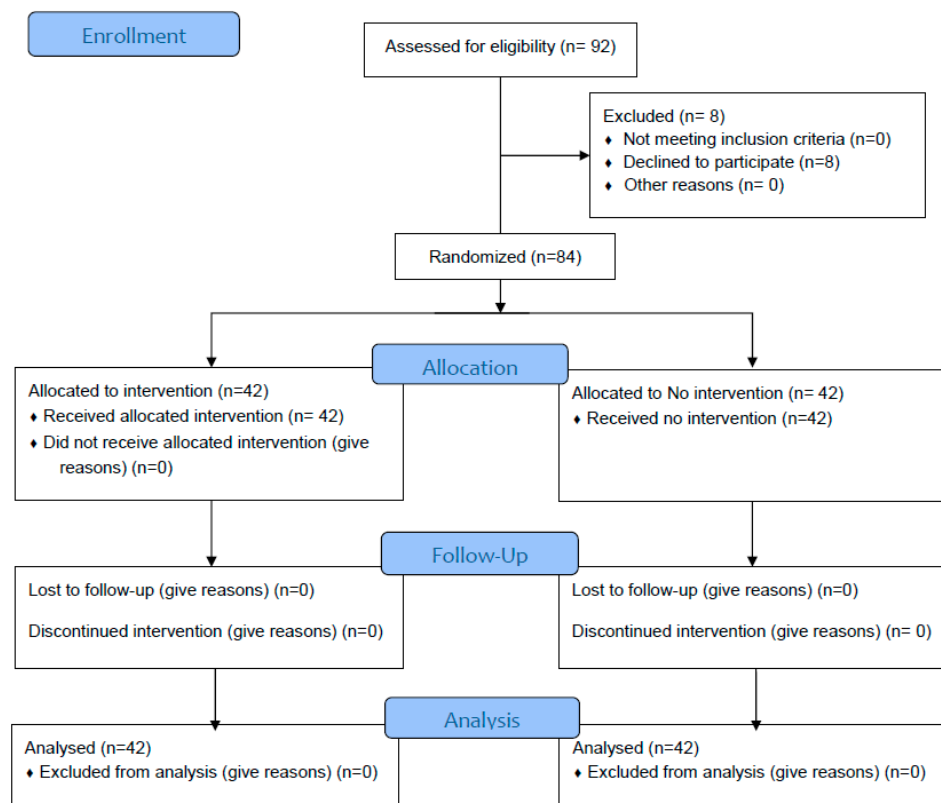 Enrollment
Assessed for eligibility (n= 92)
Excluded (n= 8)
♦ Not meeting inclusion criteria (n=0)
♦ Declined to participate (n=8)
♦ Other reasons (n= 0)
Randomized (n=84)
Allocation
Allocated to intervention (n=42)
♦ Received allocated intervention (n= 42)
♦ Did not receive allocated intervention (give
reasons) (n=0)
Allocated to No intervention (n= 42)
♦ Received no intervention (n=42)
Follow-Up
Lost to follow-up (give reasons) (n=0)
Discontinued intervention (give reasons) (n=0)
Lost to follow-up (give reasons) (n=0)
Discontinued intervention (give reasons) (n= 0)
Analysis
Analysed (n=42)
♦ Excluded from analysis (give reasons) (n=0)
Analysed (n=42)
♦ Excluded from analysis (give reasons) (n=0)